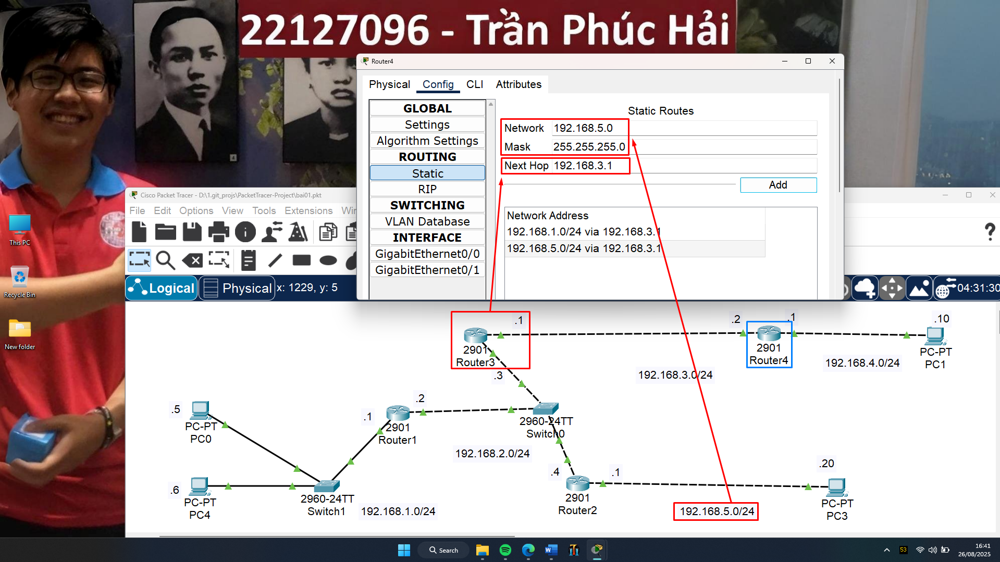 22127096 - Trần Phúc Hải
Router4
Physical Config CLI Attributes
GLOBAL
Settings
Algorithm Settings
ROUTING
Static
RIP
SWITCHING
VLAN Database
INTERFACE
GigabitEthernet0/0
GigabitEthernet0/1
Static Routes
Network 192.168.5.0
Mask 255.255.255.0
Next Hop 192.168.3.1
Add
Network Address
192.168.1.0/24 via 192.168.3.1
192.168.5.0/24 via 192.168.3.1
Cisco Packet Tracer - D:\1.git_projs\PacketTracer-Project\bai01.pkt
File Edit Options View Tools Extensions
Logical Physical x: 1229, y: 5
04:31:30
This PC
Recycle Bin
New folder
.1 .2 .1 .10
2901
Router3
2901
Router4
PC-PT
PC1
192.168.4.0/24
192.168.3.0/24
.3
.5
PC-PT
PC0
.1
.2
2901
Router1
2960-24TT
Switch0
192.168.2.0/24
.6
PC-PT
PC4
2960-24TT
Switch1
192.168.1.0/24
.4
.1
2901
Router2
192.168.5.0/24
.20
PC-PT
PC3
Search
53
16:41
26/08/2025